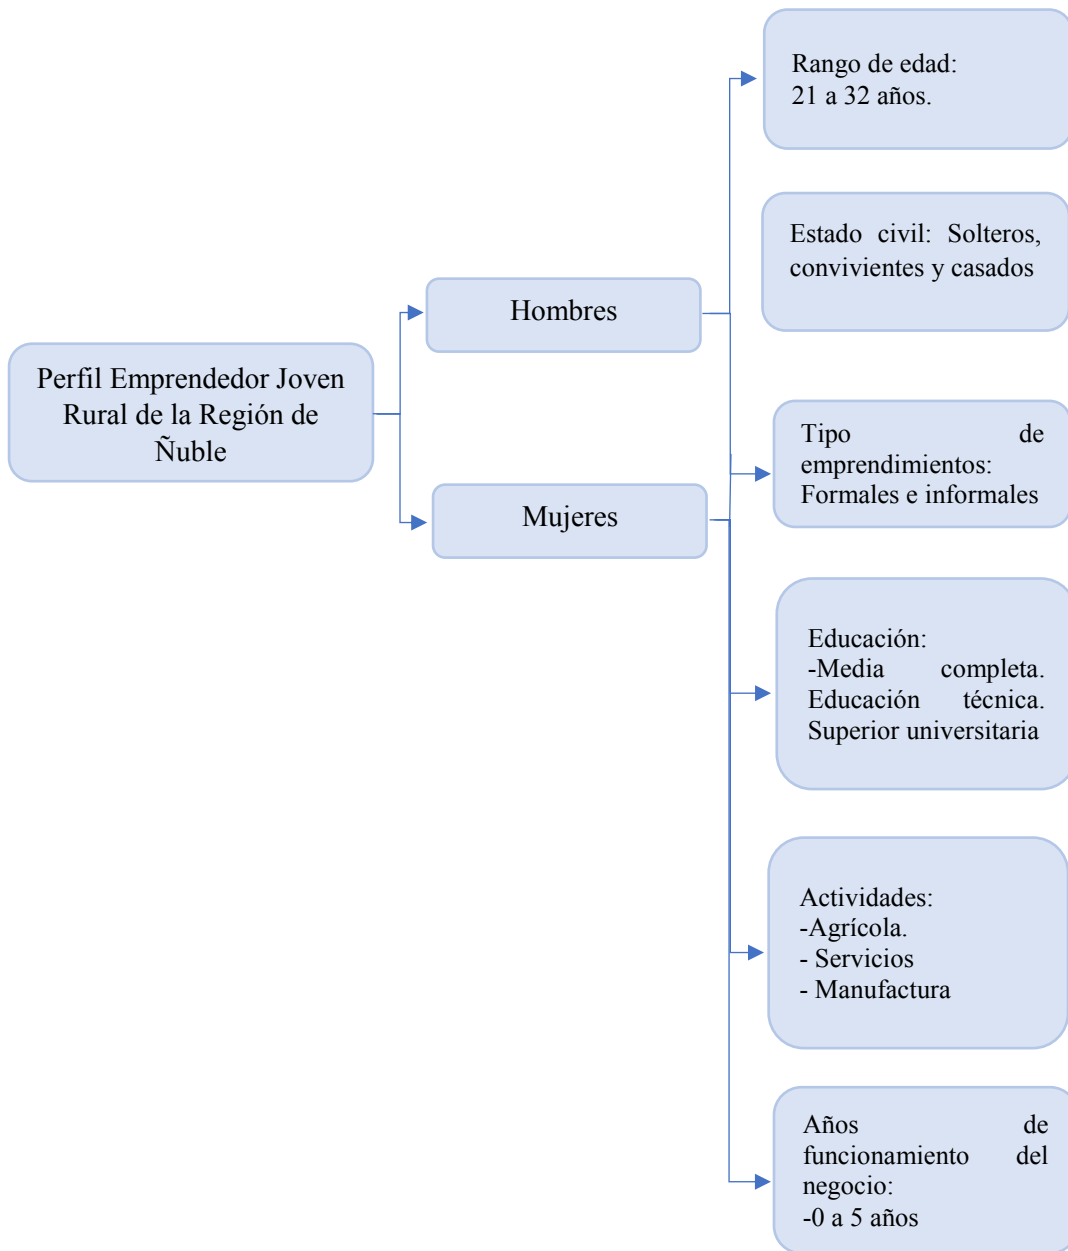 Perfil Emprendedor Joven
Rural de la Región de
Ñuble
Hombres
Mujeres
Rango de edad:
21 a 32 años.
Estado civil: Solteros,
convivientes y casados
Tipo de
emprendimientos:
Formales e informales
Educación:
-Media completa.
Educación técnica.
Superior universitaria
Actividades:
-Agrícola.
- Servicios
- Manufactura
Años de
funcionamiento del
negocio:
-0 a 5 años